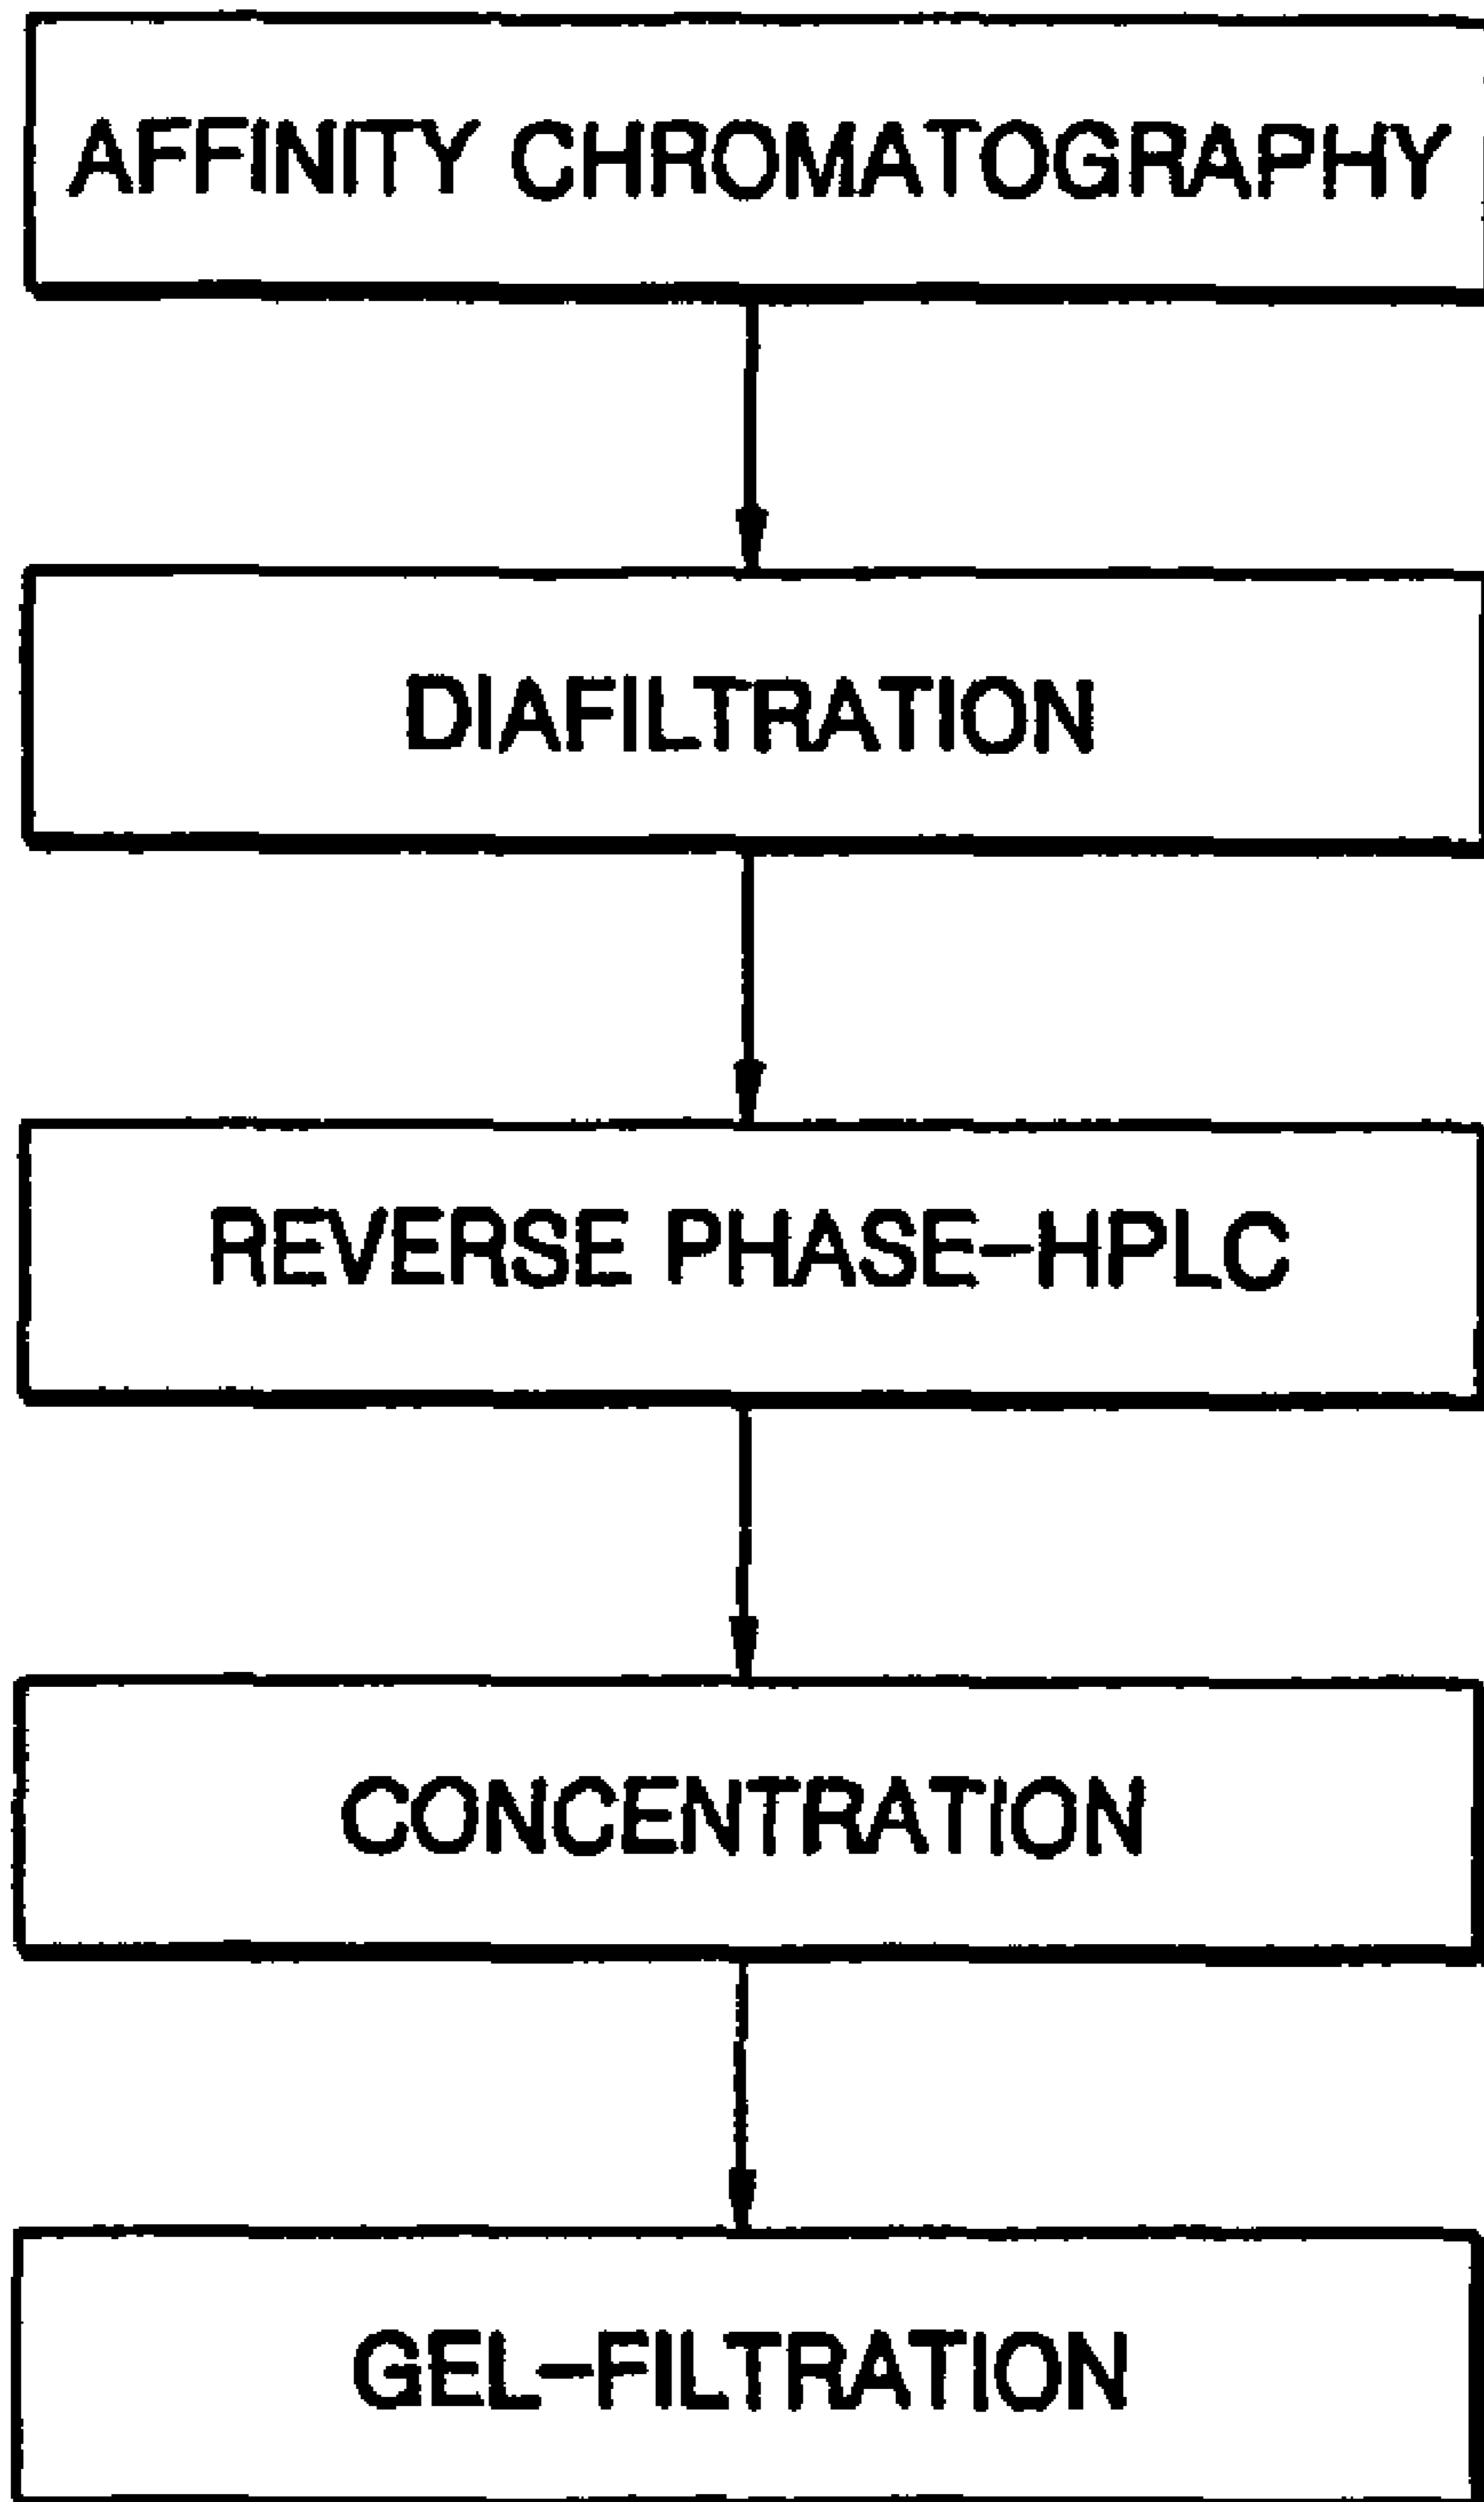 AFFINITY CHROMATOGRAPHY
DIAFILTRATION
REVERSE PHASE-HPLC
CONCENTRATION
GEL-FILTRATION